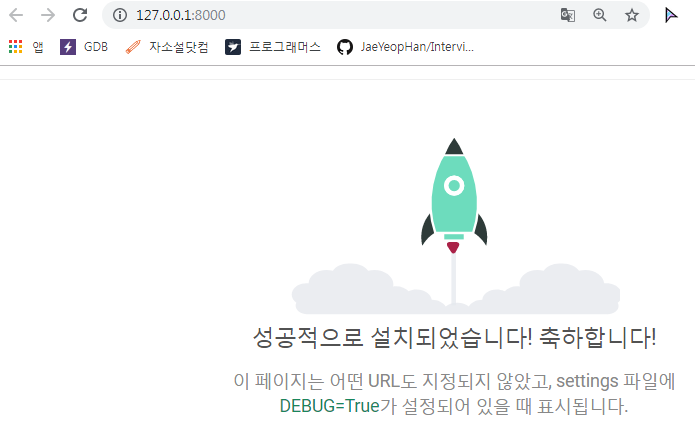 127.0.0.1:8000
앱 GDB 자소설닷컴 프로그래머스 JaeYeopHan/Intervi...
성공적으로 설치되었습니다! 축하합니다!
이 페이지는 어떤 URL도 지정되지 않았고, settings 파일에
DEBUG=True가 설정되어 있을 때 표시됩니다.